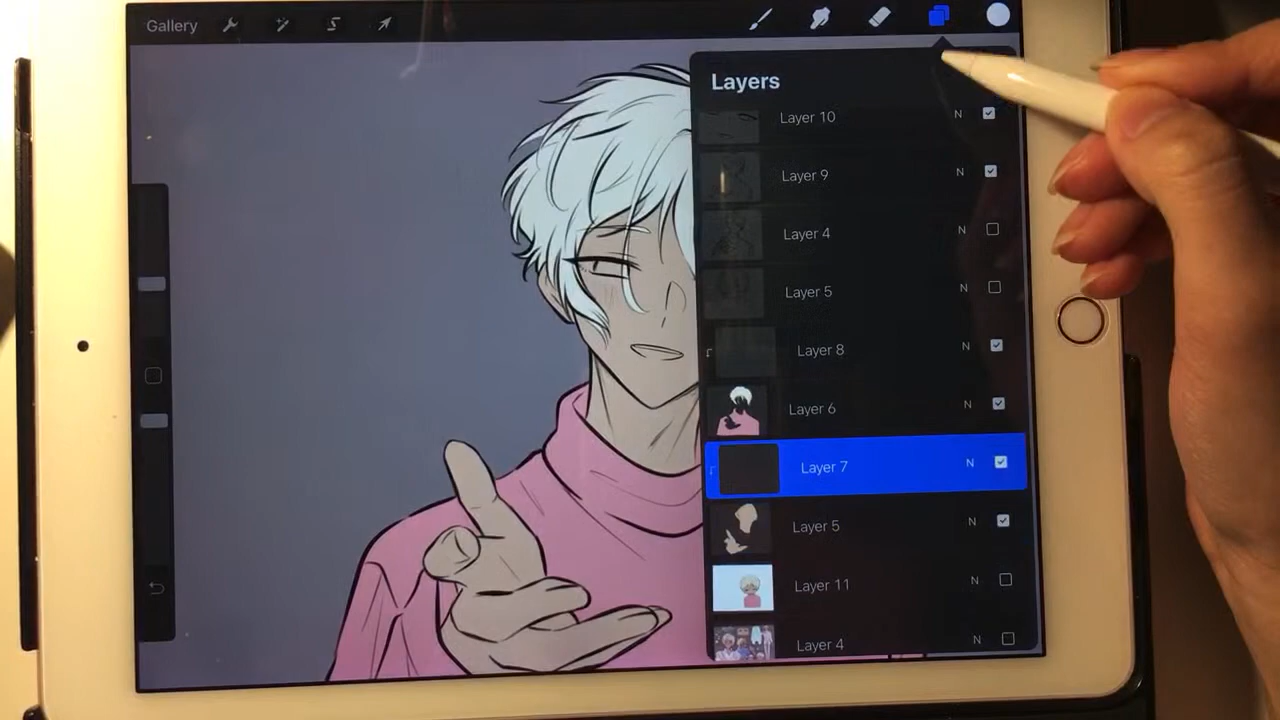 Gallery
Layers
Layer 10 N
Layer 9 N
Layer 4 N
Layer 5 N
Layer 8 N
Layer 6 N
Layer 7 N
Layer 5 N
Layer 11 N
Layer 4 N